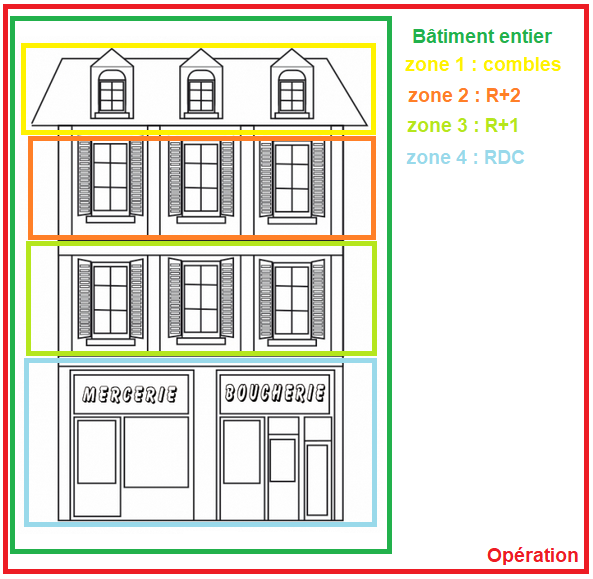 Bâtiment entier
zone 1 : combles
zone 2 : R+2
zone 3 : R+1
zone 4 : RDC
MERCERIE BOUCHERIE
Opération